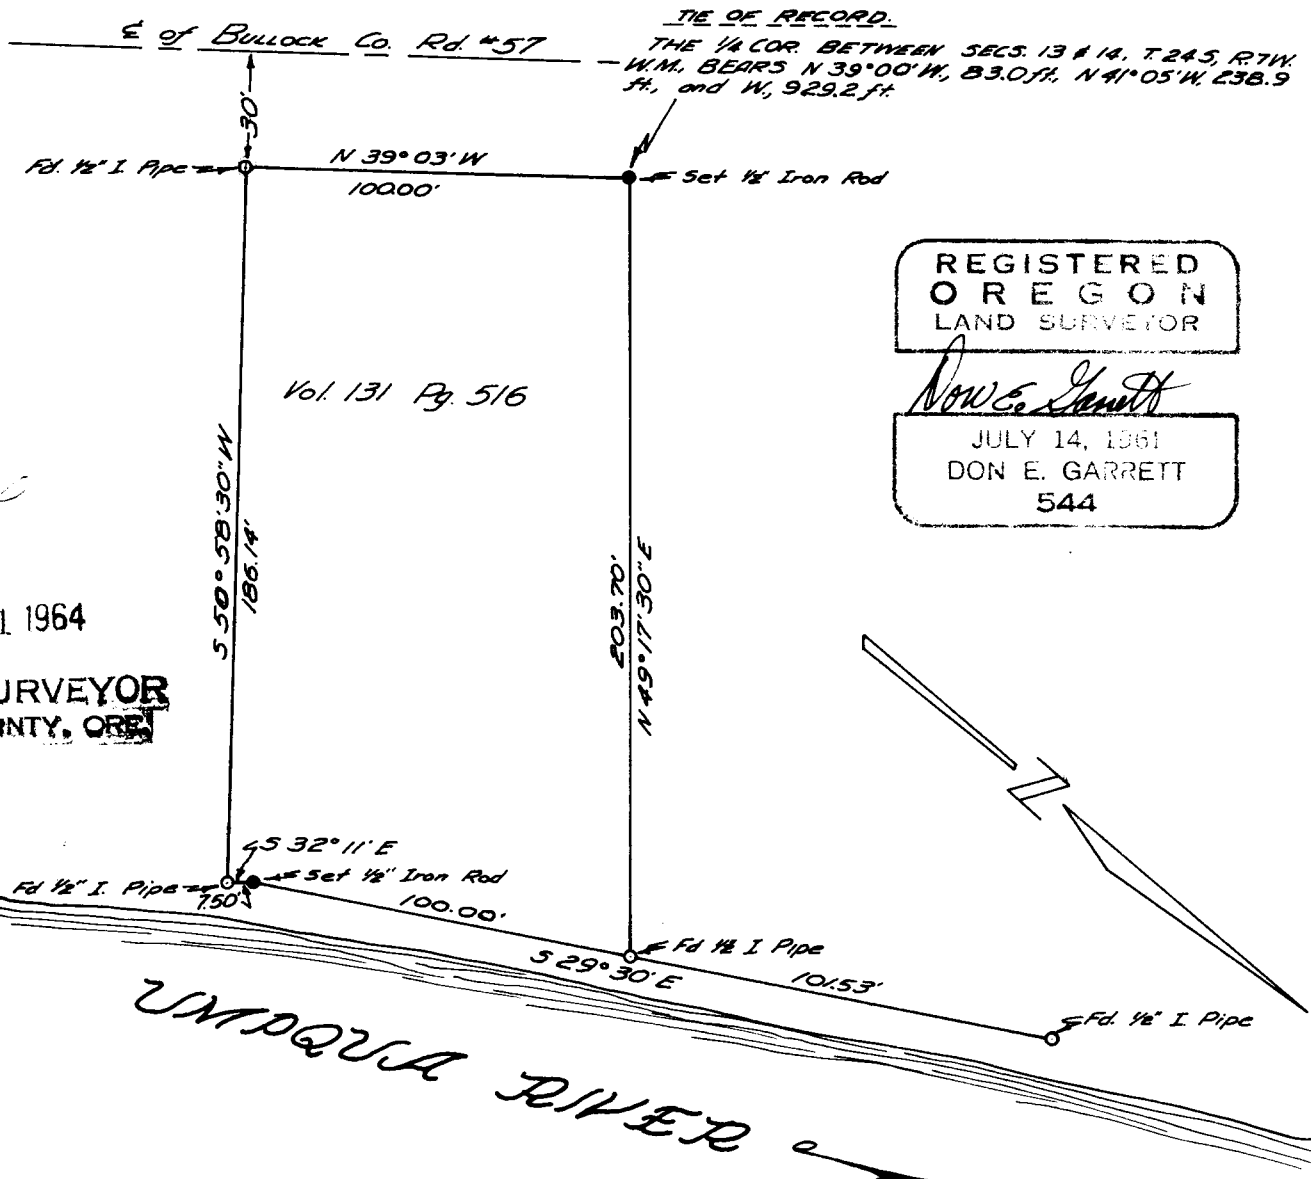 ℄ of BULLOCK Co. Rd. #57
TIE OF RECORD.
THE 1/4 COR. BETWEEN SECS. 13 & 14, T.24S, R.7W.
W.M. BEARS N 39°00'W, 83.0 ft. N 41°05'W, 238.9
ft., and W, 929.2 ft.
30'
Fd. 1/2" I. Pipe
N 39°03'W
100.00'
Set 1/2" Iron Rod
REGISTERED
OREGON
LAND SURVEYOR
Don E. Garrett
JULY 14, 1961
DON E. GARRETT
544
Vol. 131 Pg. 516
S 50°58'30"W
186.14'
203.70'
N 49°17'30"E
1 1964
URVEYOR
NTY, ORE.
S 32°11'E
Fd 1/2" I. Pipe
7.50'
Set 1/2" Iron Rod
100.00'
Fd 1/2 I Pipe
S 29°30'E
101.53'
Fd. 1/2" I Pipe
N
UMPQUA RIVER